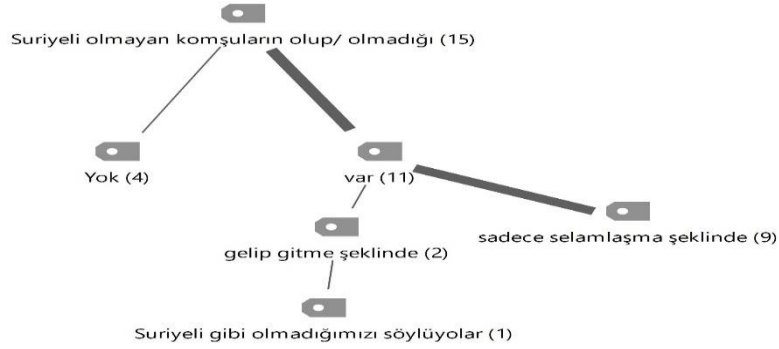 Suriyeli olmayan komşuların olup/ olmadığı (15)
Yok (4)
var (11)
sadece selamlaşma şeklinde (9)
gelip gitme şeklinde (2)
Suriyeli gibi olmadığımızı söylüyolar (1)